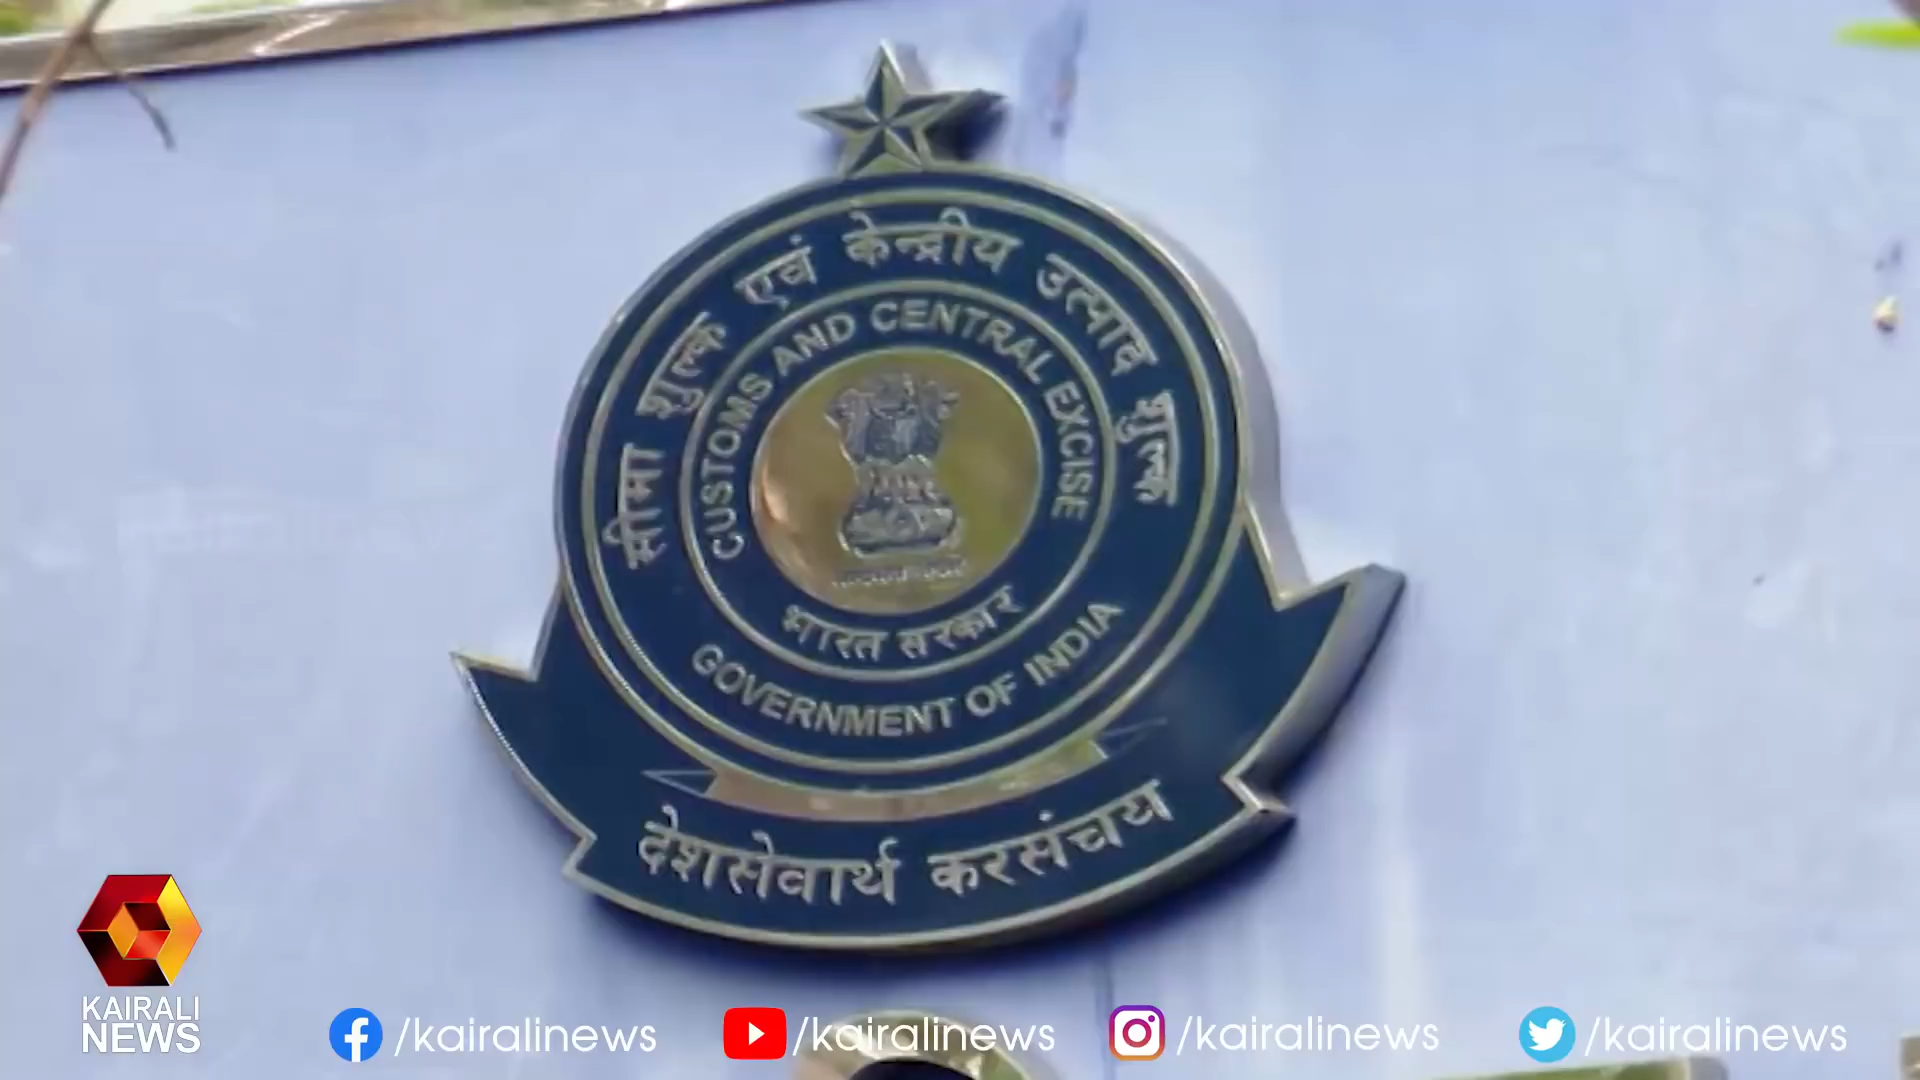 सीमा शुल्क एवं केन्द्रीय उत्पाद शुल्क
CUSTOMS AND CENTRAL EXCISE
भारत सरकार
GOVERNMENT OF INDIA
देशसेवार्थ करसंचय
KAIRALI
NEWS
/kairalinews
/kairalinews
/kairalinews
/kairalinews